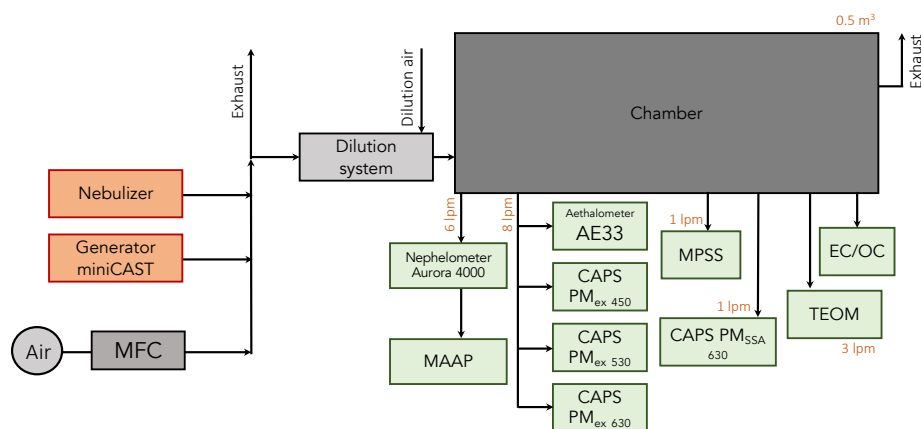 0.5 m³
Exhaust
Exhaust
Dilution air
Chamber
Dilution
system
Nebulizer
Generator
miniCAST
Air
MFC
6 lpm
8 lpm
Nephelometer
Aurora 4000
MAAP
Aethalometer
AE33
CAPS
PMex 450
CAPS
PMex 530
CAPS
PMex 630
1 lpm
MPSS
1 lpm
CAPS PMSSA
630
EC/OC
TEOM
3 lpm